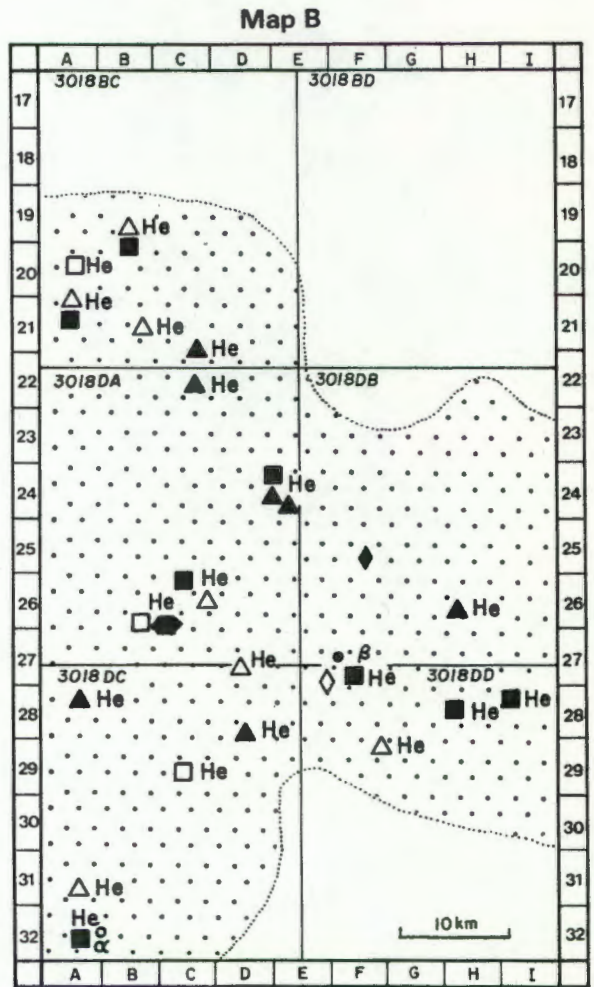 Map B
A B C D E F G H I
3018BC 3018BD
17 17
18 18
19 He 19
20 He 20
He
21 He 21
He
22 3018DA He 3018DB 22
23 23
He
24 24
25 25
He
26 He He 26
β
27 He 27
3018DC He 3018DD
He He He
28 He He 28
He
29 29
30 30
31 He 31
He
32 10 km 32
A B C D E F G H I